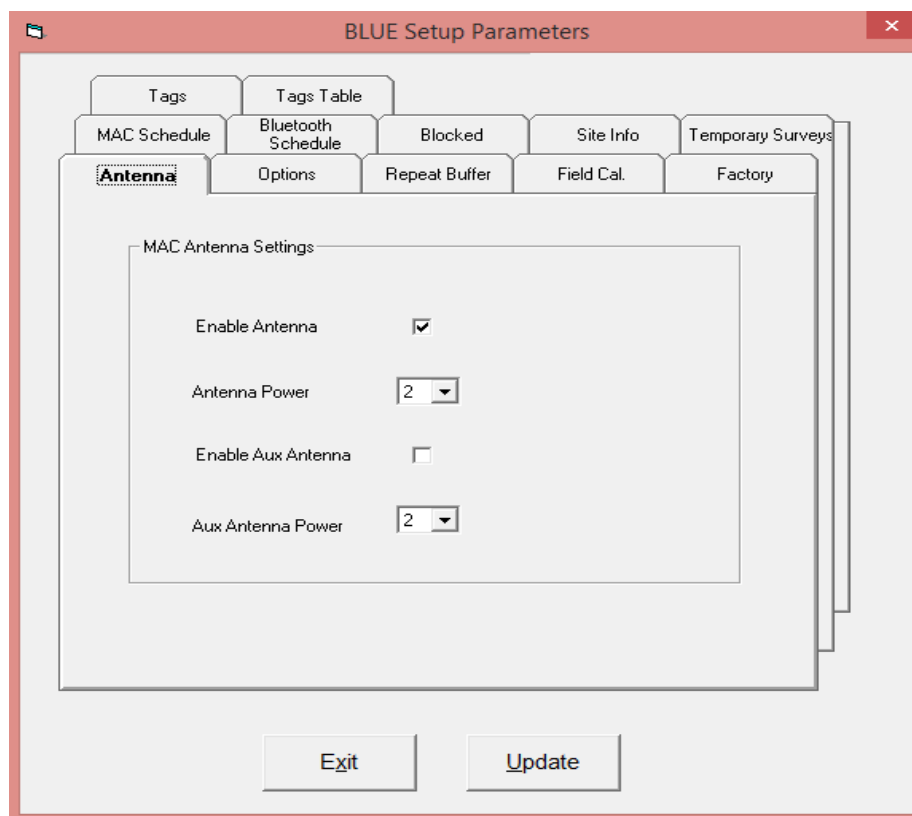 BLUE Setup Parameters
Tags
Tags Table
MAC Schedule
Bluetooth
Schedule
Blocked
Site Info
Temporary Surveys
Antenna
Options
Repeat Buffer
Field Cal.
Factory
MAC Antenna Settings
Enable Antenna
Antenna Power
2
Enable Aux Antenna
Aux Antenna Power
2
Exit
Update